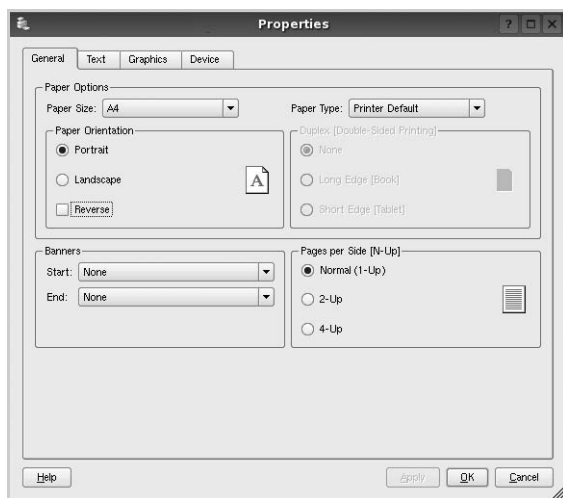 Properties
General Text Graphics Device
Paper Options
Paper Size: A4 Paper Type: Printer Default
Paper Orientation Duplex [Double-Sided Printing]
Portrait None
Landscape A Long Edge [Book]
Reverse Short Edge [Tablet]
Banners Pages per Side [N-Up]
Start: None Normal (1-Up)
End: None 2-Up
4-Up
Help Apply OK Cancel